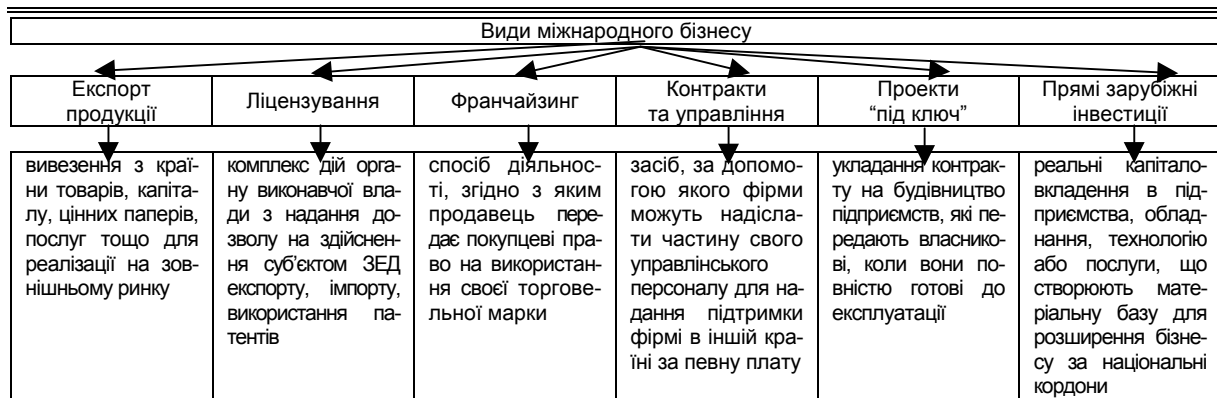 Види міжнародного бізнесу
Експорт
продукції
Ліцензування
Франчайзинг
Контракти
та управління
Проекти
“під ключ”
Прямі зарубіжні
інвестиції
вивезення з краї-
ни товарів, капіта-
лу, цінних паперів,
послуг тощо для
реалізації на зов-
нішньому ринку
комплекс дій орга-
ну виконавчої вла-
ди з надання до-
зволу на здійснен-
ня суб’єктом ЗЕД
експорту, імпорту,
використання па-
тентів
спосіб діяльнос-
ті, згідно з яким
продавець пере-
дає покупцеві пра-
во на використан-
ня своєї торгове-
льної марки
засіб, за допомо-
гою якого фірми
можуть надісла-
ти частину свого
управлінського
персоналу для на-
дання підтримки
фірмі в іншій кра-
їні за певну плату
укладання контрак-
ту на будівництво
підприємств, які пе-
редають власнико-
ві, коли вони по-
вністю готові до
експлуатації
реальні капітало-
вкладення в під-
приємства, облад-
нання, технологію
або послуги, що
створюють мате-
ріальну базу для
розширення бізне-
су за національні
кордони